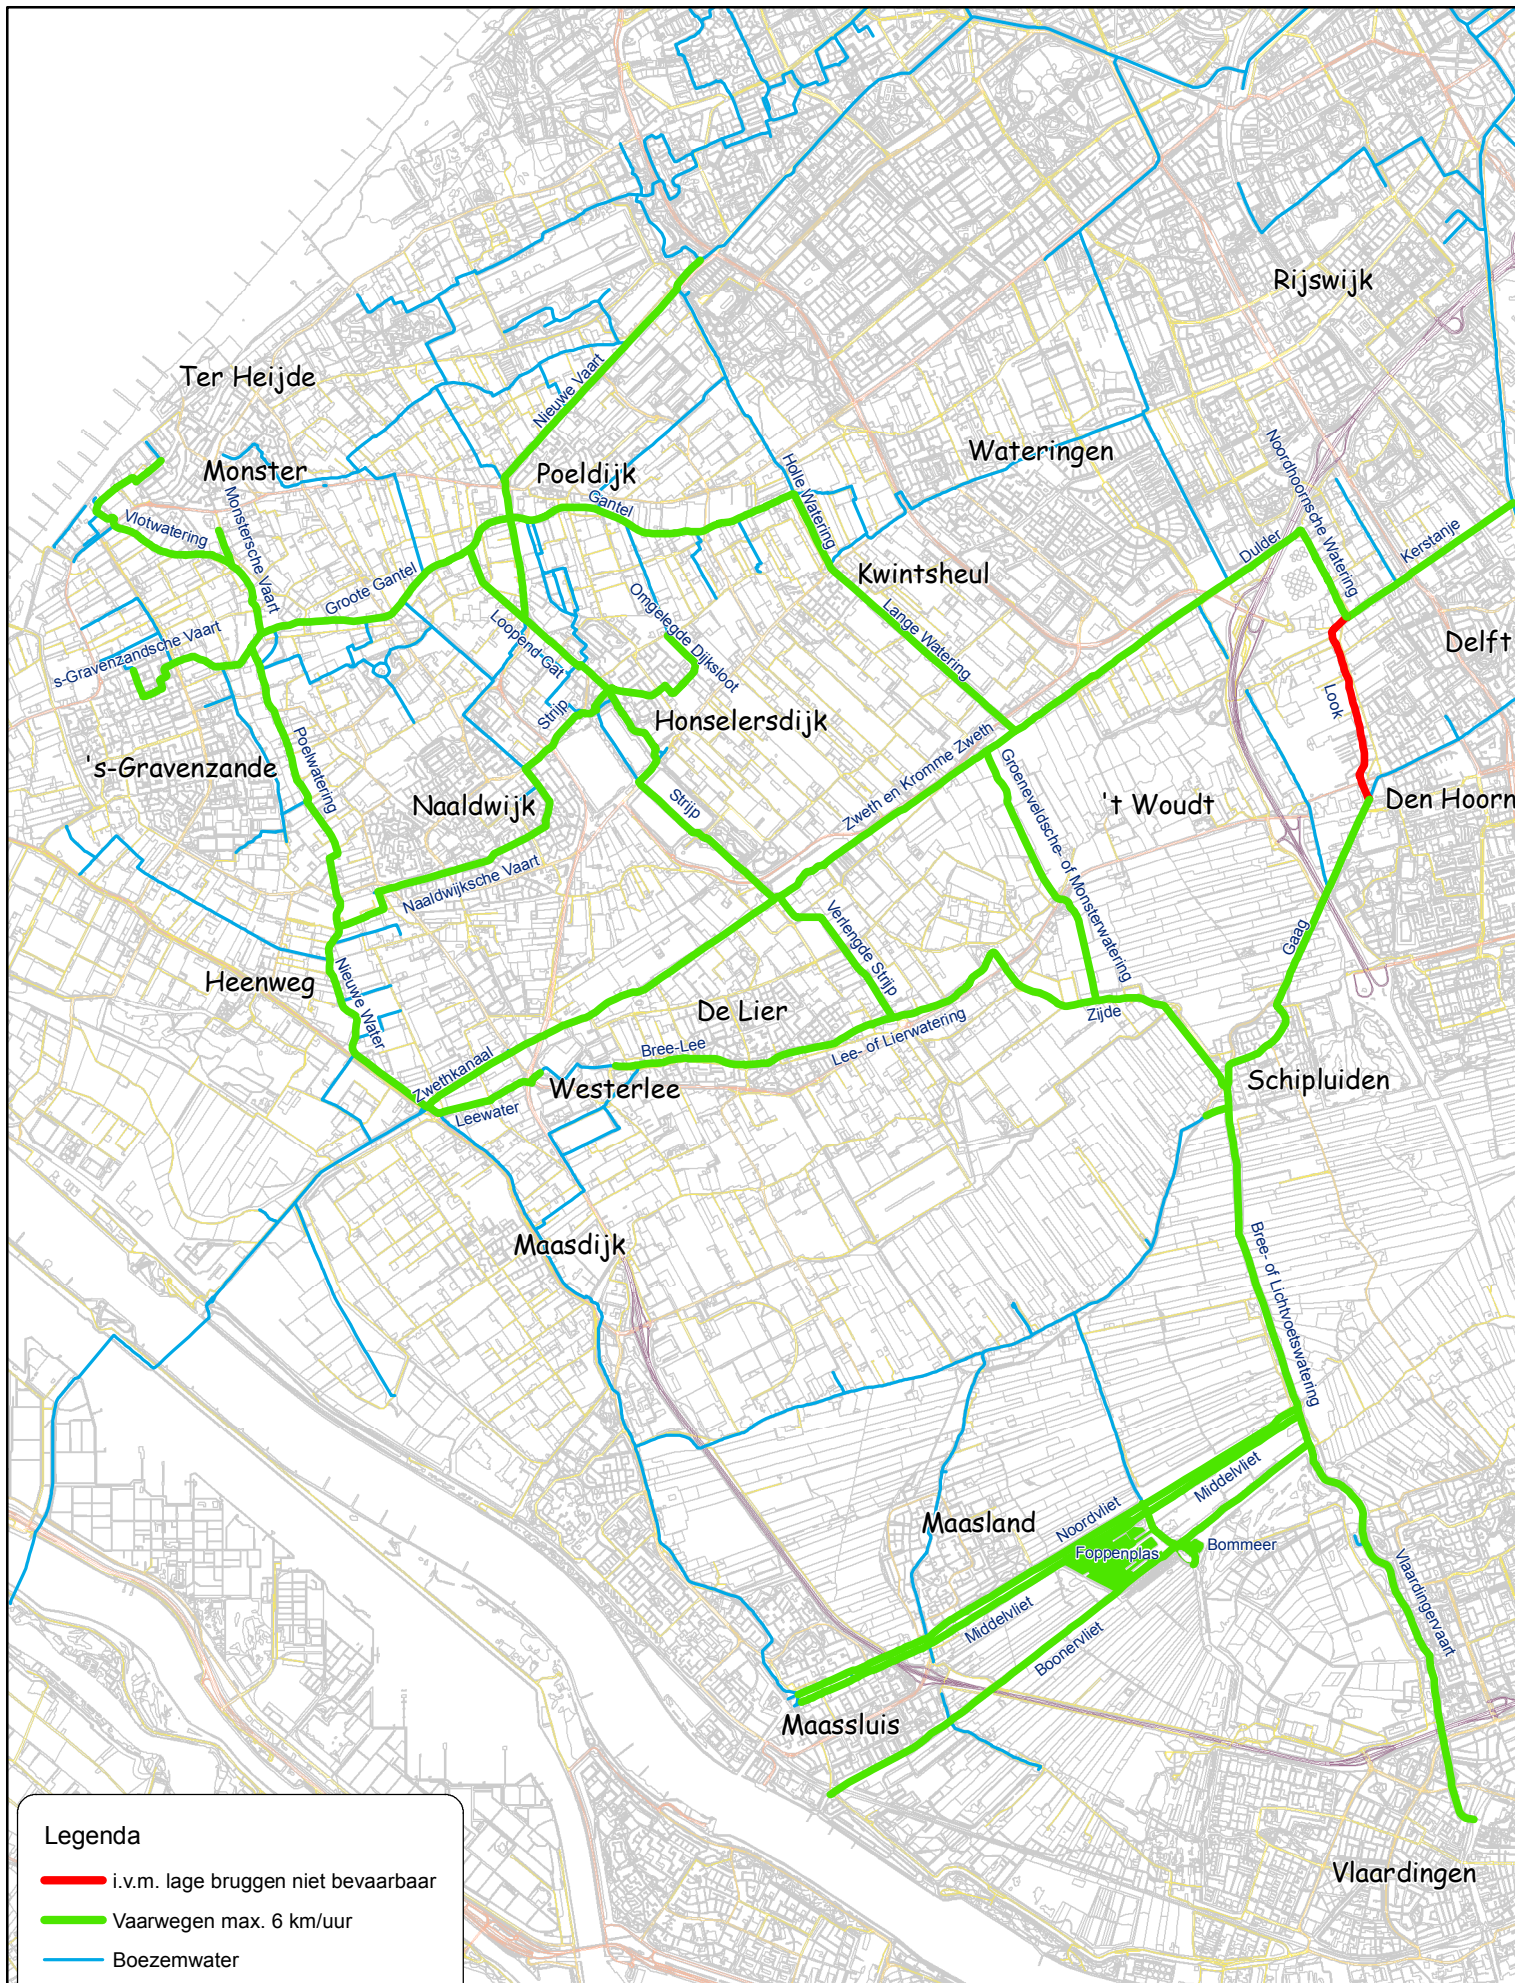 Rijswijk
Ter Heijde
Nieuwe Vaart
Monster
Poeldijk
Wateringen
Holle Watering
Noordhoornsche Watering
Vlotwatering
Monstersche Vaart
Gantel
Dulder
Kerstanje
Groote Gantel
Kwintsheul
Omgelegde Dijksloot
Lange Watering
s-Gravenzandsche Vaart
Loopend Gat
Delft
Look
Strijp
Honselersdijk
Poelwatering
's-Gravenzande
Zweth en Kromme Zweth
Groeneveldsche- of Monsterwatering
Naaldwijk
Strijp
't Woudt
Den Hoorn
Naaldwijksche Vaart
Verlengde Strijp
Gaag
Heenweg
Nieuwe Water
De Lier
Zijde
Bree-Lee
Lee- of Lierwatering
Zwethkanaal
Westerlee
Schipluiden
Leewater
Maasdijk
Bree- of Lichtvoetswatering
Middelvliet
Maasland
Noordvliet
Foppenplas
Bommeer
Middelvliet
Boonervliet
Vlaardingervaart
Maassluis
Vlaardingen
Legenda
i.v.m. lage bruggen niet bevaarbaar
Vaarwegen max. 6 km/uur
Boezemwater